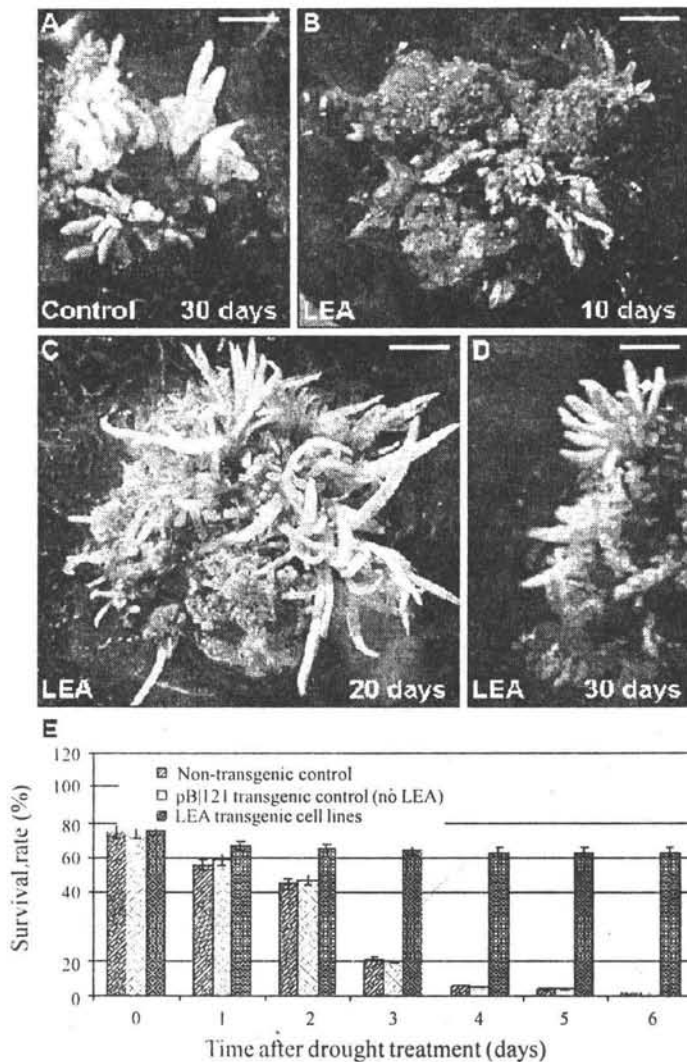 A
B
Control 30 days
LEA 10 days
C
D
LEA 20 days
LEA 30 days
E
120
100
80
60
40
20
0
Survival rate (%)
Non-transgenic control
pB|121 transgenic control (no LEA)
LEA transgenic cell lines
0 1 2 3 4 5 6
Time after drought treatment (days)